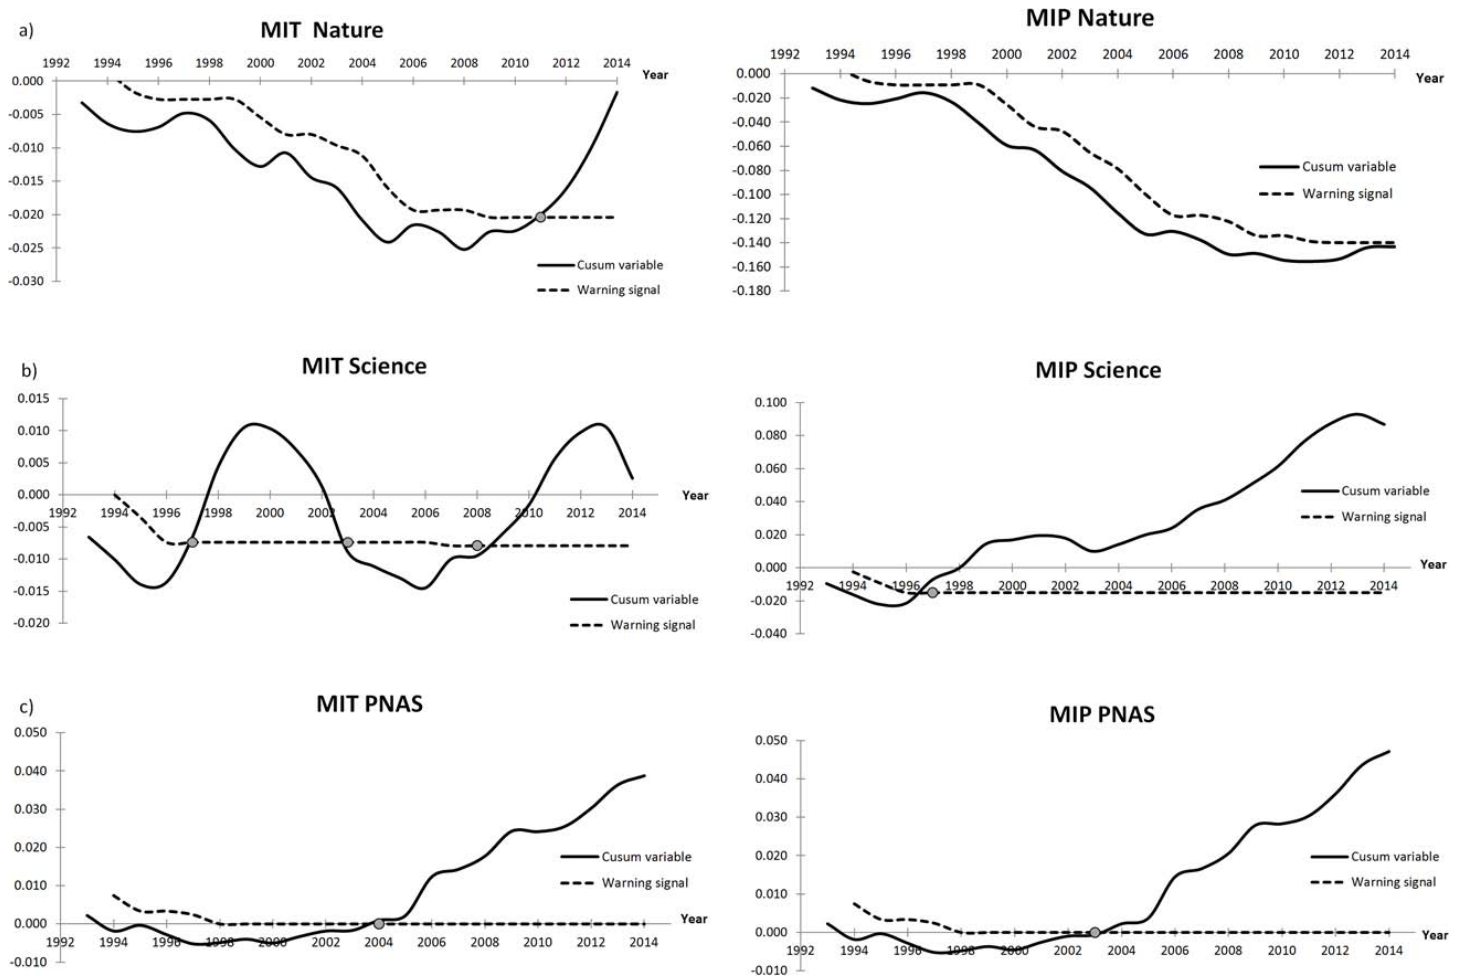 a)
MIT Nature
1992 1994 1996 1998 2000 2002 2004 2006 2008 2010 2012 2014
Year
0.000
-0.005
-0.010
-0.015
-0.020
-0.025
-0.030
Cusum variable
Warning signal
MIP Nature
1992 1994 1996 1998 2000 2002 2004 2006 2008 2010 2012 2014
Year
0.000
-0.020
-0.040
-0.060
-0.080
-0.100
-0.120
-0.140
-0.160
-0.180
Cusum variable
Warning signal
b)
MIT Science
0.015
0.010
0.005
0.000
-0.005
-0.010
-0.015
-0.020
Year
1992 1994 1996 1998 2000 2002 2004 2006 2008 2010 2012 2014
Cusum variable
Warning signal
MIP Science
0.100
0.080
0.060
0.040
0.020
0.000
-0.020
-0.040
Year
1992 1994 1996 1998 2000 2002 2004 2006 2008 2010 2012 2014
Cusum variable
Warning signal
c)
MIT PNAS
0.050
0.040
0.030
0.020
0.010
0.000
-0.010
Cusum variable
Warning signal
Year
1992 1994 1996 1998 2000 2002 2004 2006 2008 2010 2012 2014
MIP PNAS
0.050
0.040
0.030
0.020
0.010
0.000
-0.010
Cusum variable
Warning signal
Year
1992 1994 1996 1998 2000 2002 2004 2006 2008 2010 2012 2014